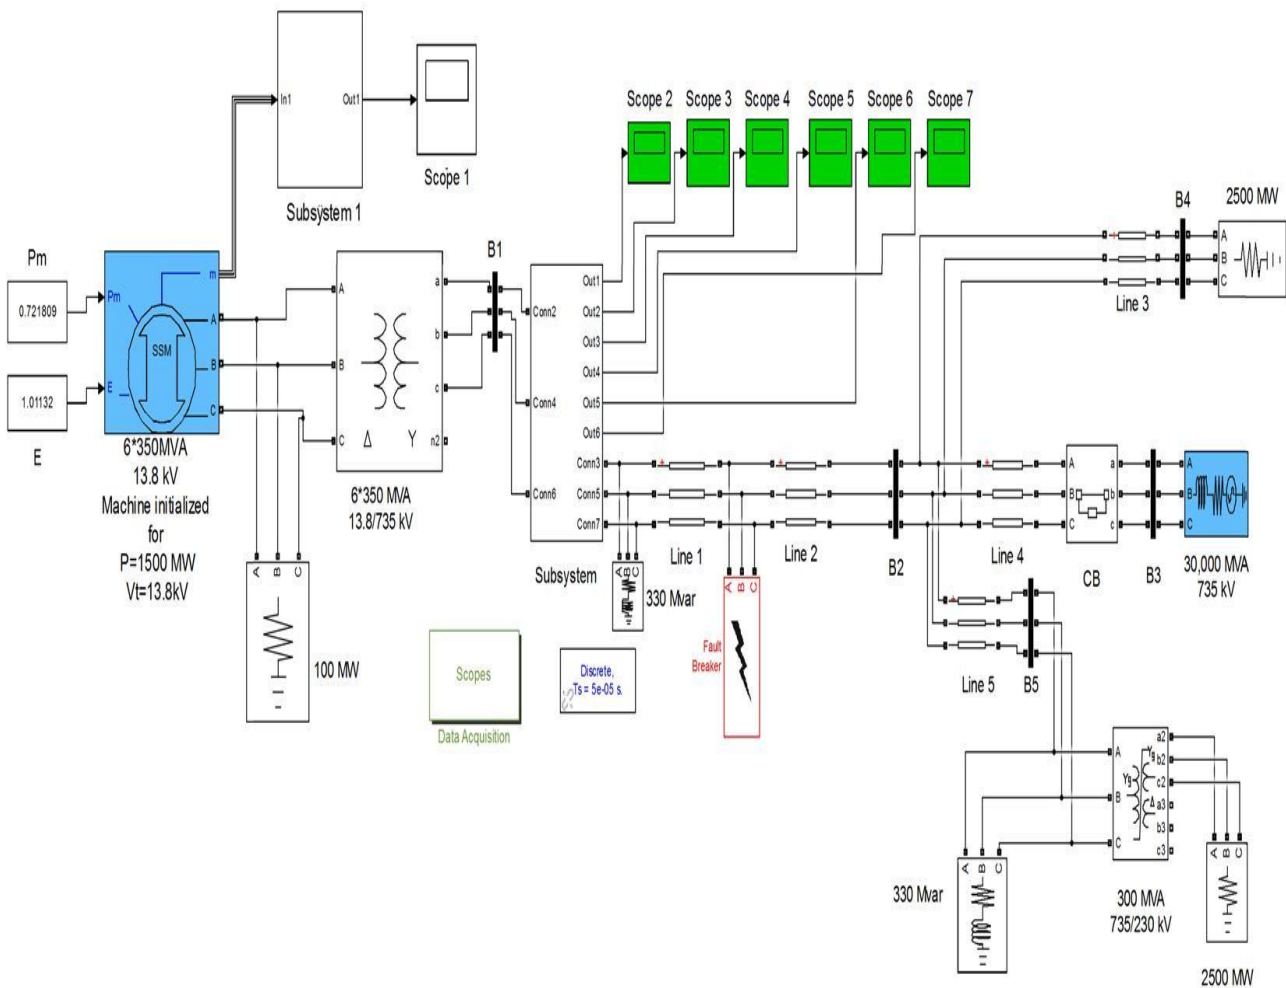 In1
Out1
Subsystem 1
Scope 1
Scope 2
Scope 3
Scope 4
Scope 5
Scope 6
Scope 7
Pm
0.721809
1.01132
E
m
Pm
E
SSM
A
B
C
6*350MVA
13.8 kV
Machine initialized
for
P=1500 MW
Vt=13.8kV
A
B
C
100 MW
A
B
C
a
b
c
n2
Δ
Y
6*350 MVA
13.8/735 kV
B1
Conn2
Conn4
Conn6
Out1
Out2
Out3
Out4
Out5
Out6
Conn3
Conn5
Conn7
Subsystem
A
B
C
330 Mvar
Line 1
Line 2
A
B
C
Fault
Breaker
Scopes
Data Acquisition
Discrete,
Ts = 5e-05 s.
B2
Line 3
B4
2500 MW
A
B
C
Line 4
A
B
C
a
b
c
CB
B3
A
B
C
30,000 MVA
735 kV
Line 5
B5
A
B
C
Yg
Yg
Δ
a2
b2
c2
a3
b3
c3
300 MVA
735/230 kV
A
B
C
330 Mvar
A
B
C
2500 MW